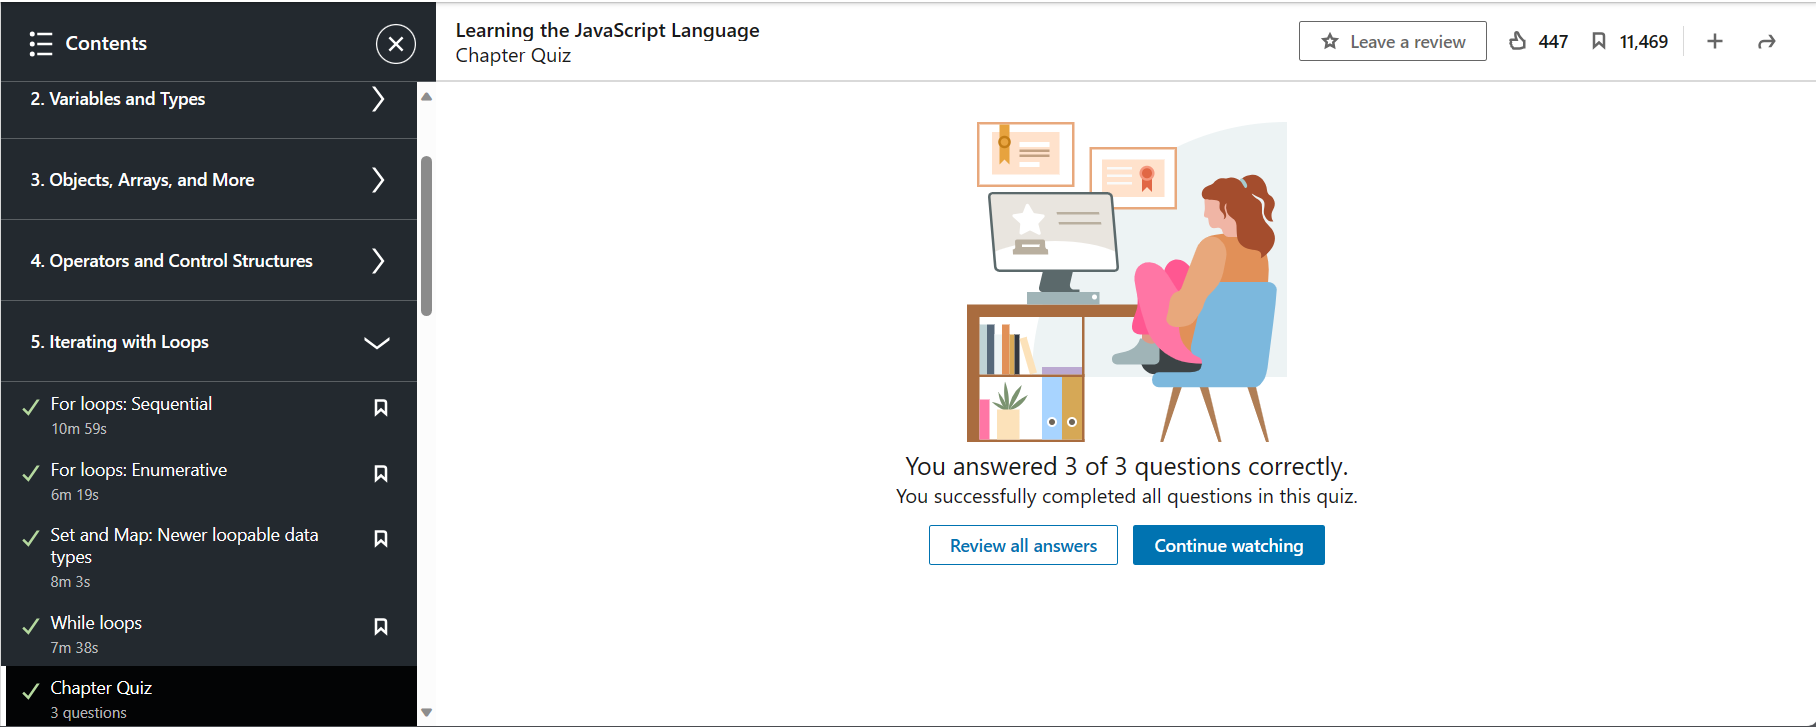 Contents
2. Variables and Types
3. Objects, Arrays, and More
4. Operators and Control Structures
5. Iterating with Loops
For loops: Sequential
10m 59s
For loops: Enumerative
6m 19s
Set and Map: Newer loopable data
types
8m 3s
While loops
7m 38s
Chapter Quiz
3 questions
Learning the JavaScript Language
Chapter Quiz
Leave a review
447
11,469
You answered 3 of 3 questions correctly.
You successfully completed all questions in this quiz.
Review all answers
Continue watching